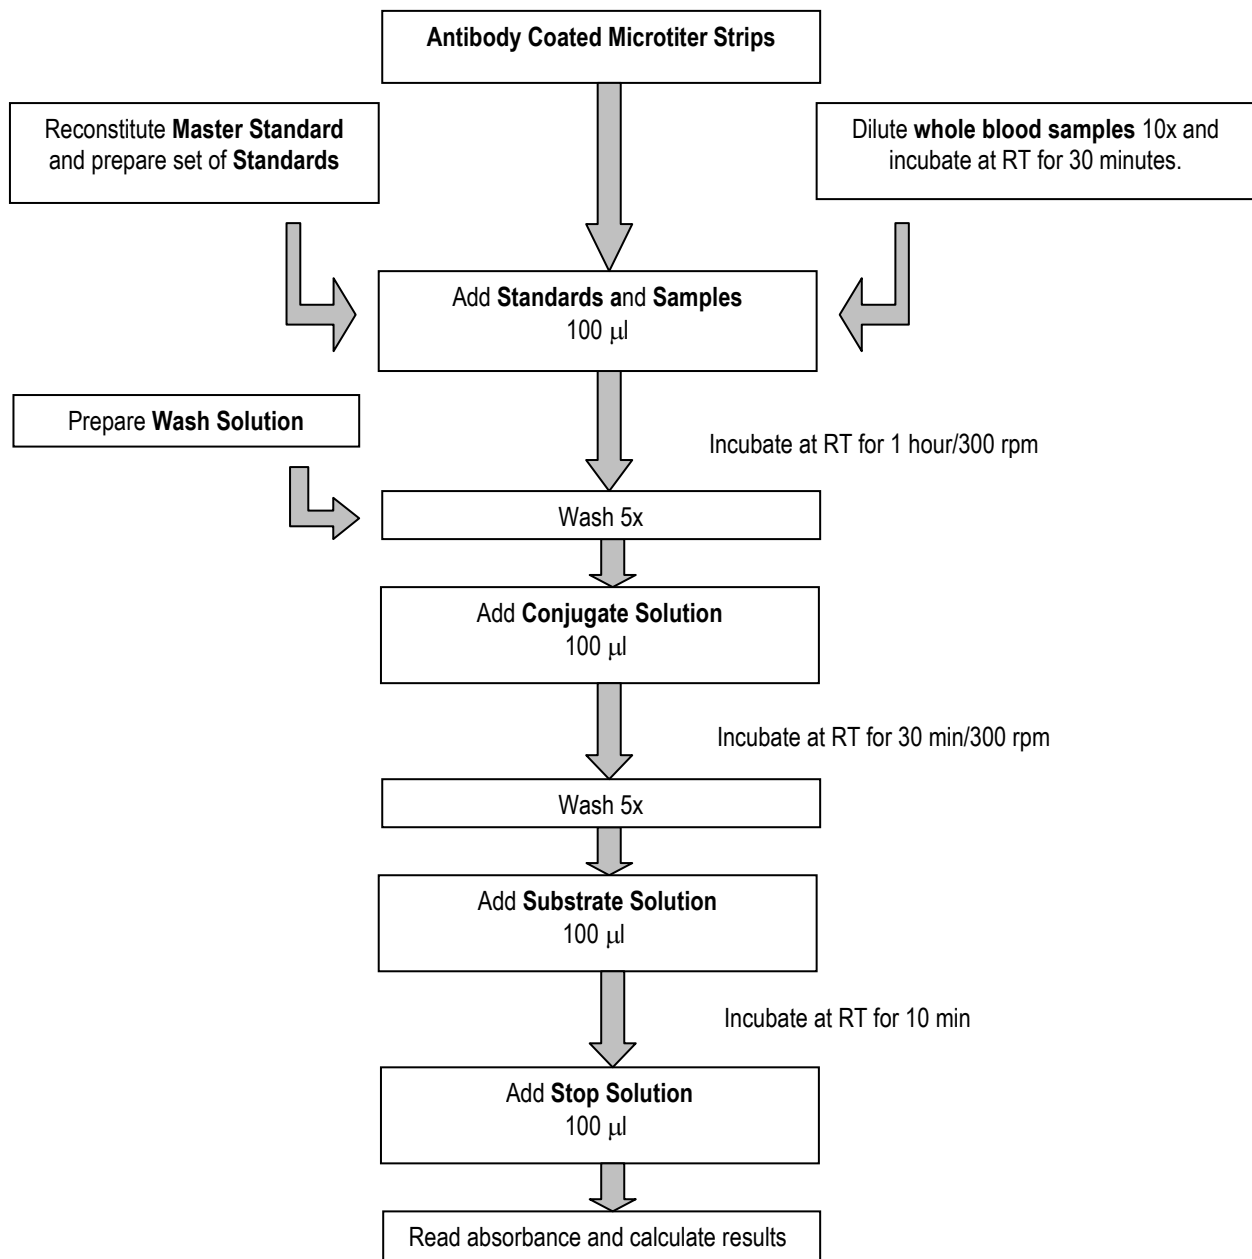 Antibody Coated Microtiter Strips
Reconstitute Master Standard
and prepare set of Standards
Dilute whole blood samples 10x and
incubate at RT for 30 minutes.
Add Standards and Samples
100 µl
Prepare Wash Solution
Incubate at RT for 1 hour/300 rpm
Wash 5x
Add Conjugate Solution
100 µl
Incubate at RT for 30 min/300 rpm
Wash 5x
Add Substrate Solution
100 µl
Incubate at RT for 10 min
Add Stop Solution
100 µl
Read absorbance and calculate results